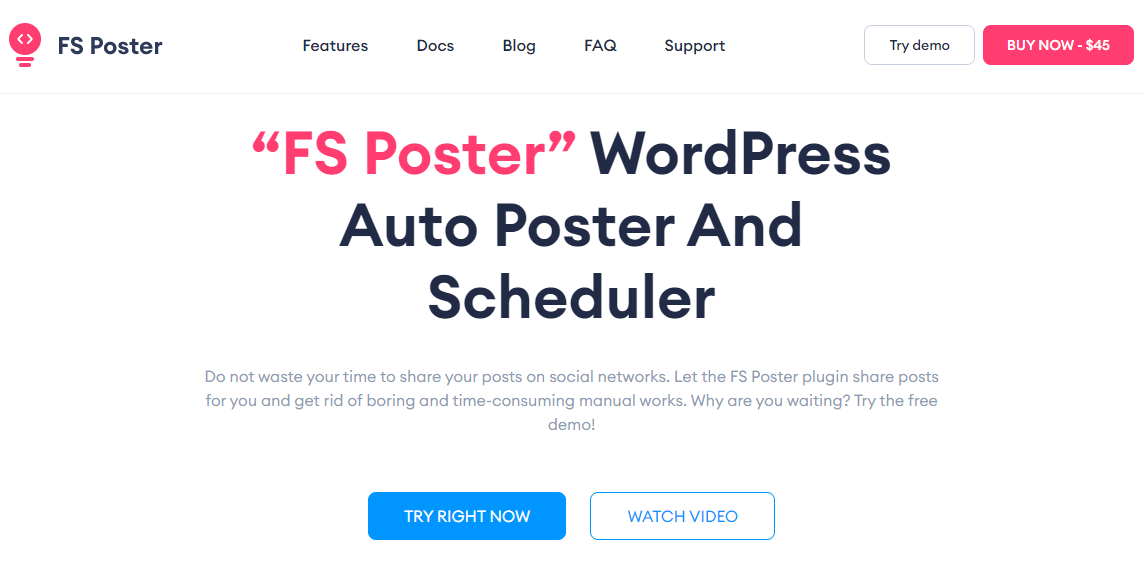 FS Poster
Features
Docs
Blog
FAQ
Support
Try demo
BUY NOW - $45
“FS Poster” WordPress
Auto Poster And
Scheduler
Do not waste your time to share your posts on social networks. Let the FS Poster plugin share posts
for you and get rid of boring and time-consuming manual works. Why are you waiting? Try the free
demo!
TRY RIGHT NOW
WATCH VIDEO